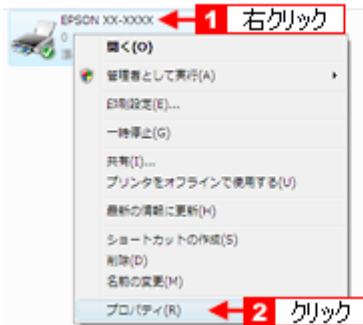 EPSON XX-XXXX
1 右クリック
0
開く(O)
管理者として実行(A)
印刷設定(E)...
一時停止(G)
共有(I)...
プリンタをオフラインで使用する(U)
最新の情報に更新(H)
ショートカットの作成(S)
削除(D)
名前の変更(M)
プロパティ(R)
2 クリック